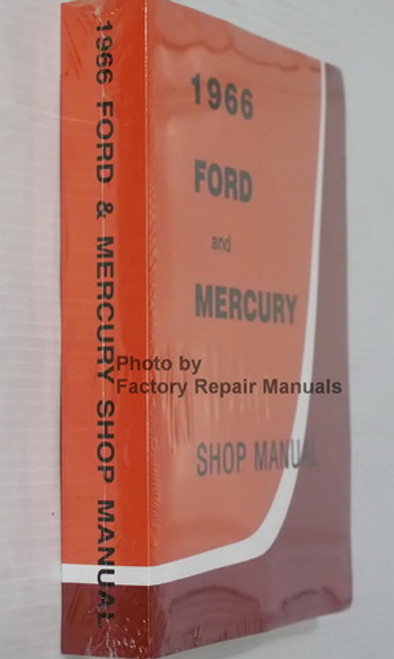 1966 FORD & MERCURY SHOP MANUAL
1966
FORD
and
MERCURY
SHOP MANUAL
Photo by
Factory Repair Manuals